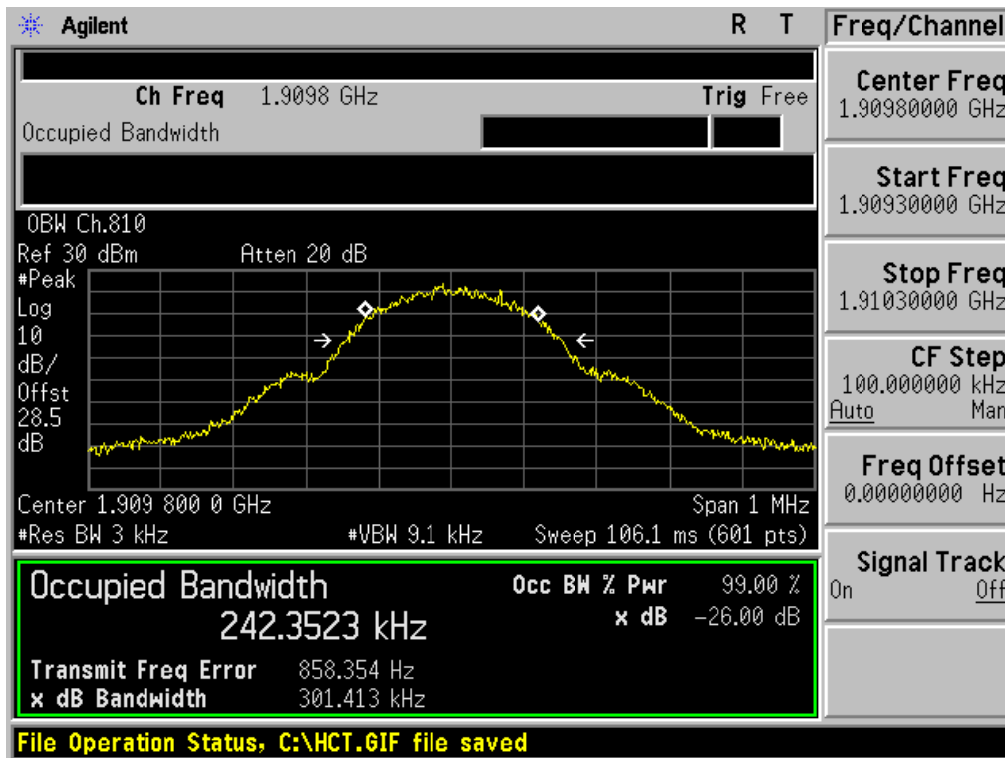 Agilent R T Freq/Channel
Ch Freq 1.9098 GHz Trig Free
Occupied Bandwidth
Center Freq
1.90980000 GHz
Start Freq
1.90930000 GHz
Stop Freq
1.91030000 GHz
CF Step
100.000000 kHz
Auto Man
Freq Offset
0.00000000 Hz
Signal Track
On Off
OBW Ch.810
Ref 30 dBm Atten 20 dB
#Peak
Log
10
dB/
Offst
28.5
dB
Center 1.909 800 0 GHz Span 1 MHz
#Res BW 3 kHz #VBW 9.1 kHz Sweep 106.1 ms (601 pts)
Occupied Bandwidth Occ BW % Pwr 99.00 %
242.3523 kHz x dB -26.00 dB
Transmit Freq Error 858.354 Hz
x dB Bandwidth 301.413 kHz
File Operation Status, C:\HCT.GIF file saved